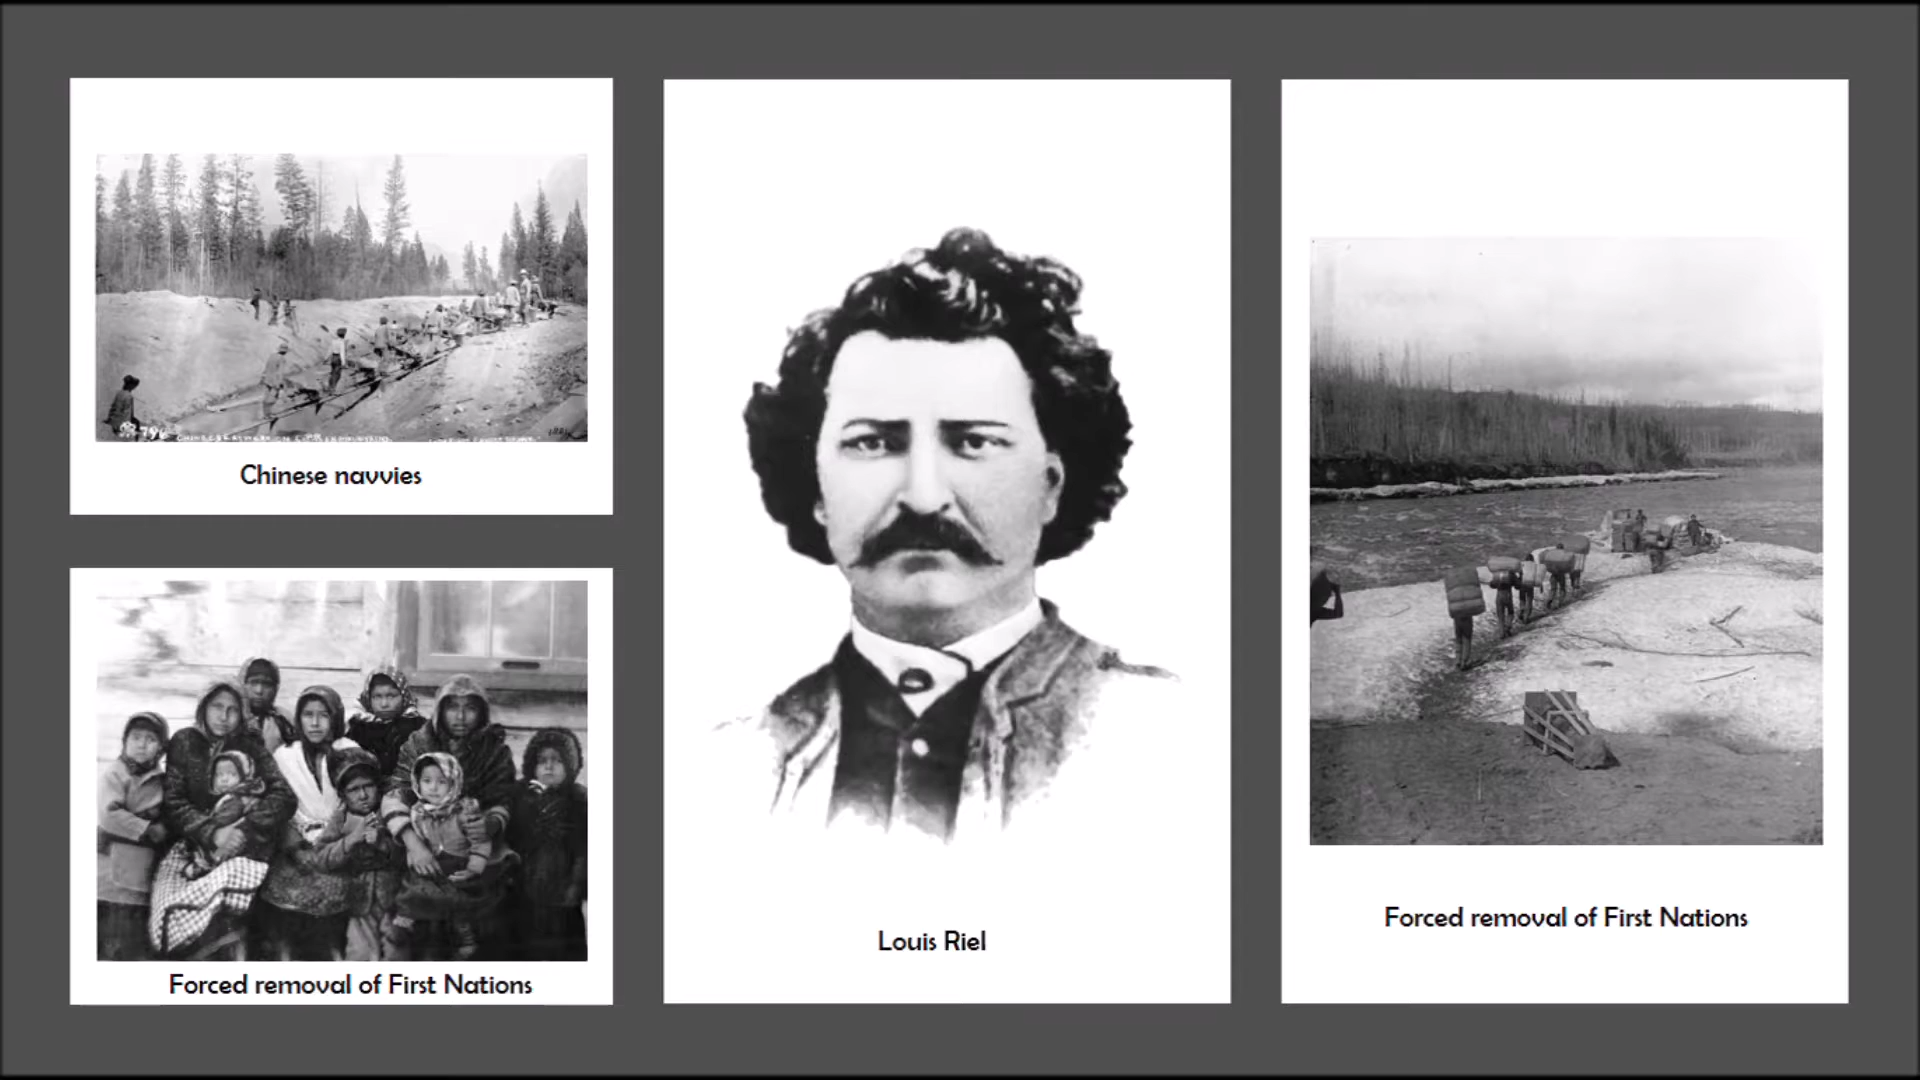 Chinese navvies
Forced removal of First Nations
Louis Riel
Forced removal of First Nations